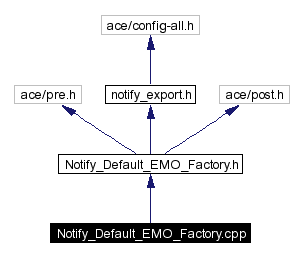 ace/config-all.h
ace/pre.h
notify_export.h
ace/post.h
Notify_Default_EMO_Factory.h
Notify_Default_EMO_Factory.cpp